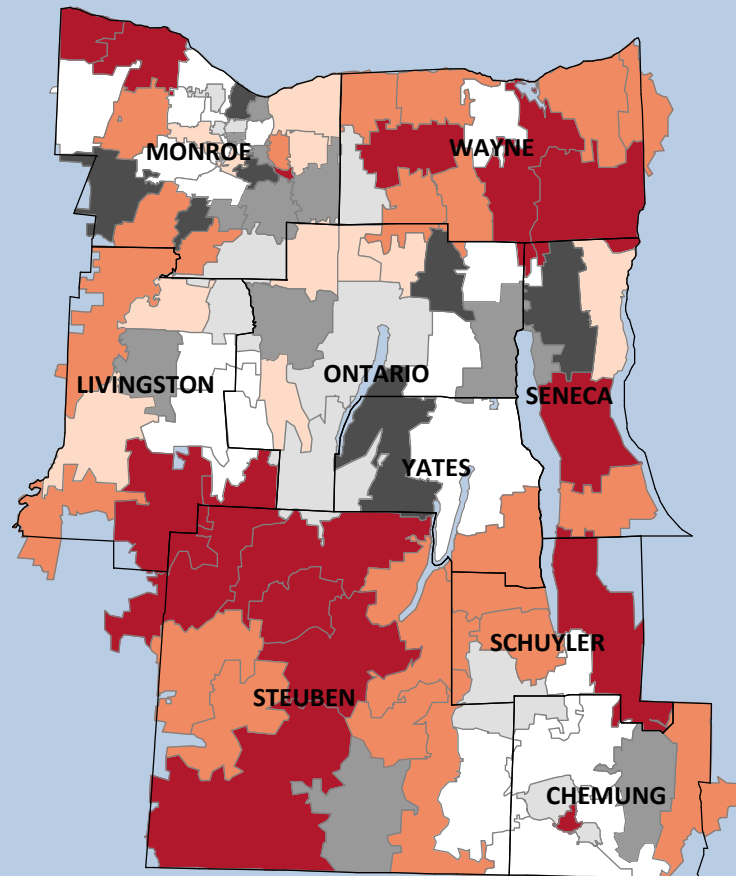 MONROE
WAYNE
LIVINGSTON
ONTARIO
SENECA
YATES
SCHUYLER
STEUBEN
CHEMUNG